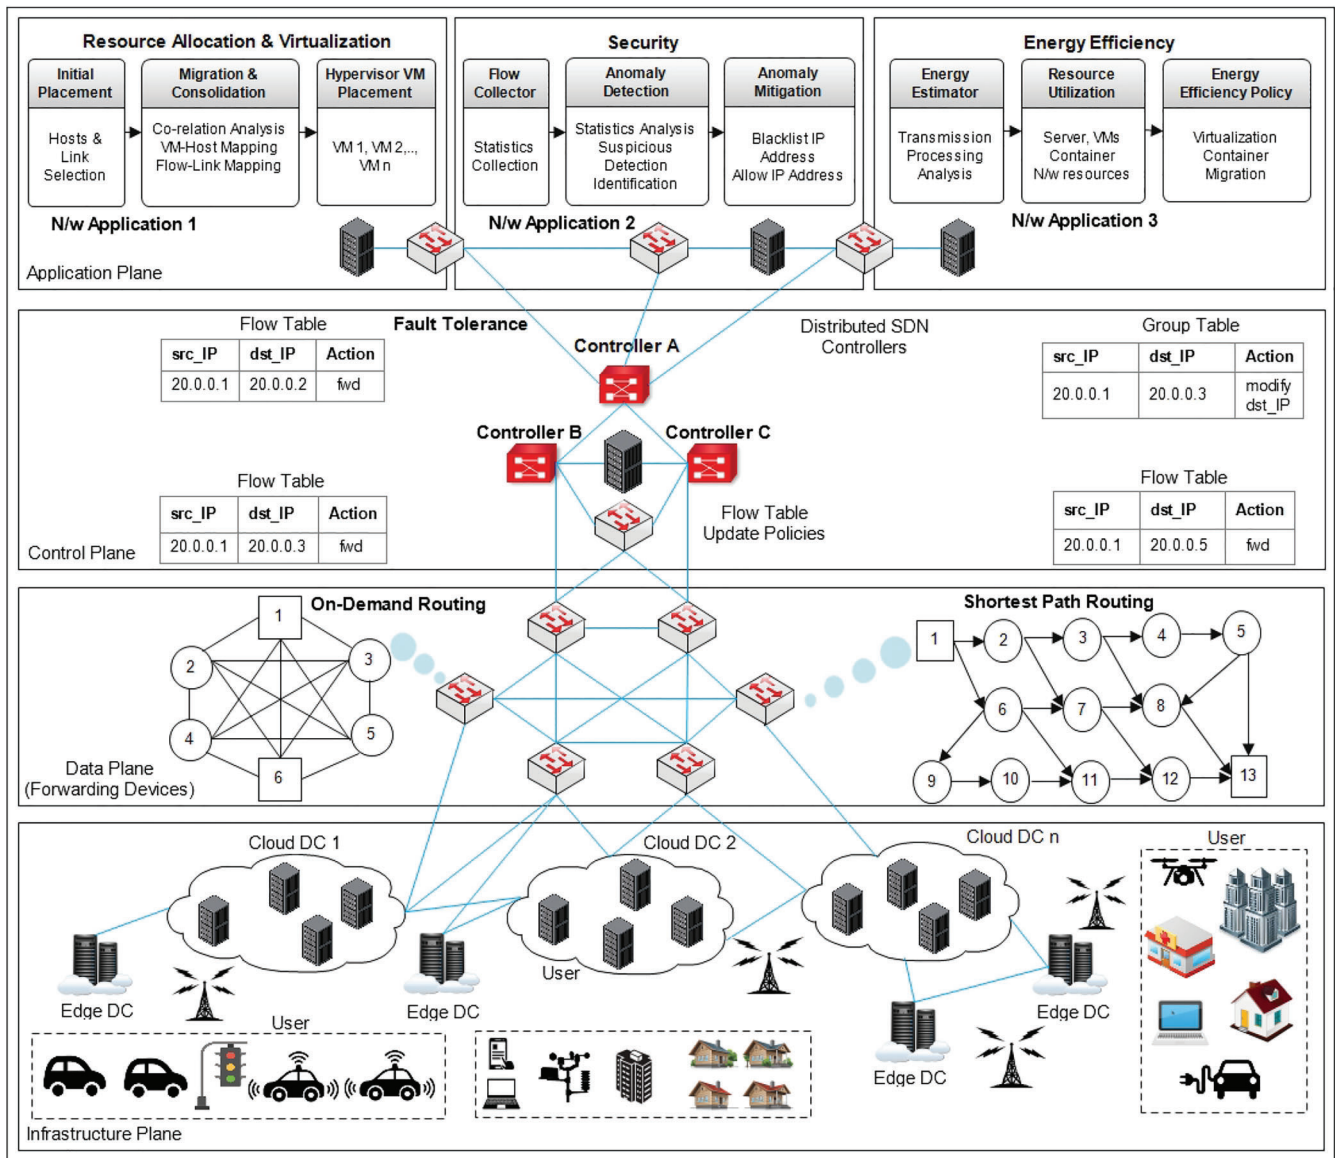 Resource Allocation & Virtualization
Initial
Placement
Hosts &
Link
Selection
Migration &
Consolidation
Co-relation Analysis
VM-Host Mapping
Flow-Link Mapping
Hypervisor VM
Placement
VM 1, VM 2,..,
VM n
N/w Application 1
Security
Flow
Collector
Statistics
Collection
Anomaly
Detection
Statistics Analysis
Suspicious
Detection
Identification
Anomaly
Mitigation
Blacklist IP
Address
Allow IP Address
N/w Application 2
Energy Efficiency
Energy
Estimator
Transmission
Processing
Analysis
Resource
Utilization
Server, VMs
Container
N/w resources
Energy
Efficiency Policy
Virtualization
Container
Migration
N/w Application 3
Application Plane
Flow Table
src_IP dst_IP Action
20.0.0.1 20.0.0.2 fwd
Fault Tolerance
Controller A
Distributed SDN
Controllers
Group Table
src_IP dst_IP Action
20.0.0.1 20.0.0.3 modify
dst_IP
Controller B
Controller C
Flow Table
src_IP dst_IP Action
20.0.0.1 20.0.0.3 fwd
Flow Table
Update Policies
Flow Table
src_IP dst_IP Action
20.0.0.1 20.0.0.5 fwd
Control Plane
On-Demand Routing
1
2
3
4
5
6
Data Plane
(Forwarding Devices)
Shortest Path Routing
1 2 3 4 5
6 7 8
9 10 11 12 13
Cloud DC 1
Cloud DC 2
Cloud DC n
User
Edge DC
Edge DC
User
Edge DC
Edge DC
User
Infrastructure Plane